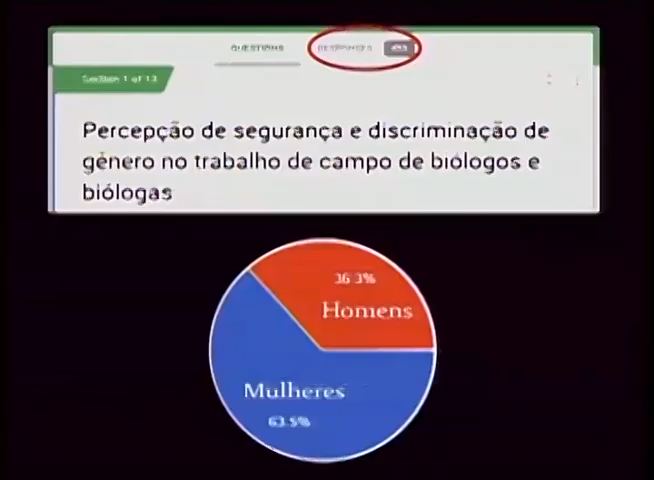 QUESTIONS RESPONSES
Section 1 of 13
Percepção de segurança e discriminação de
gênero no trabalho de campo de biólogos e
biólogas
36.3%
Homens
Mulheres
63.5%